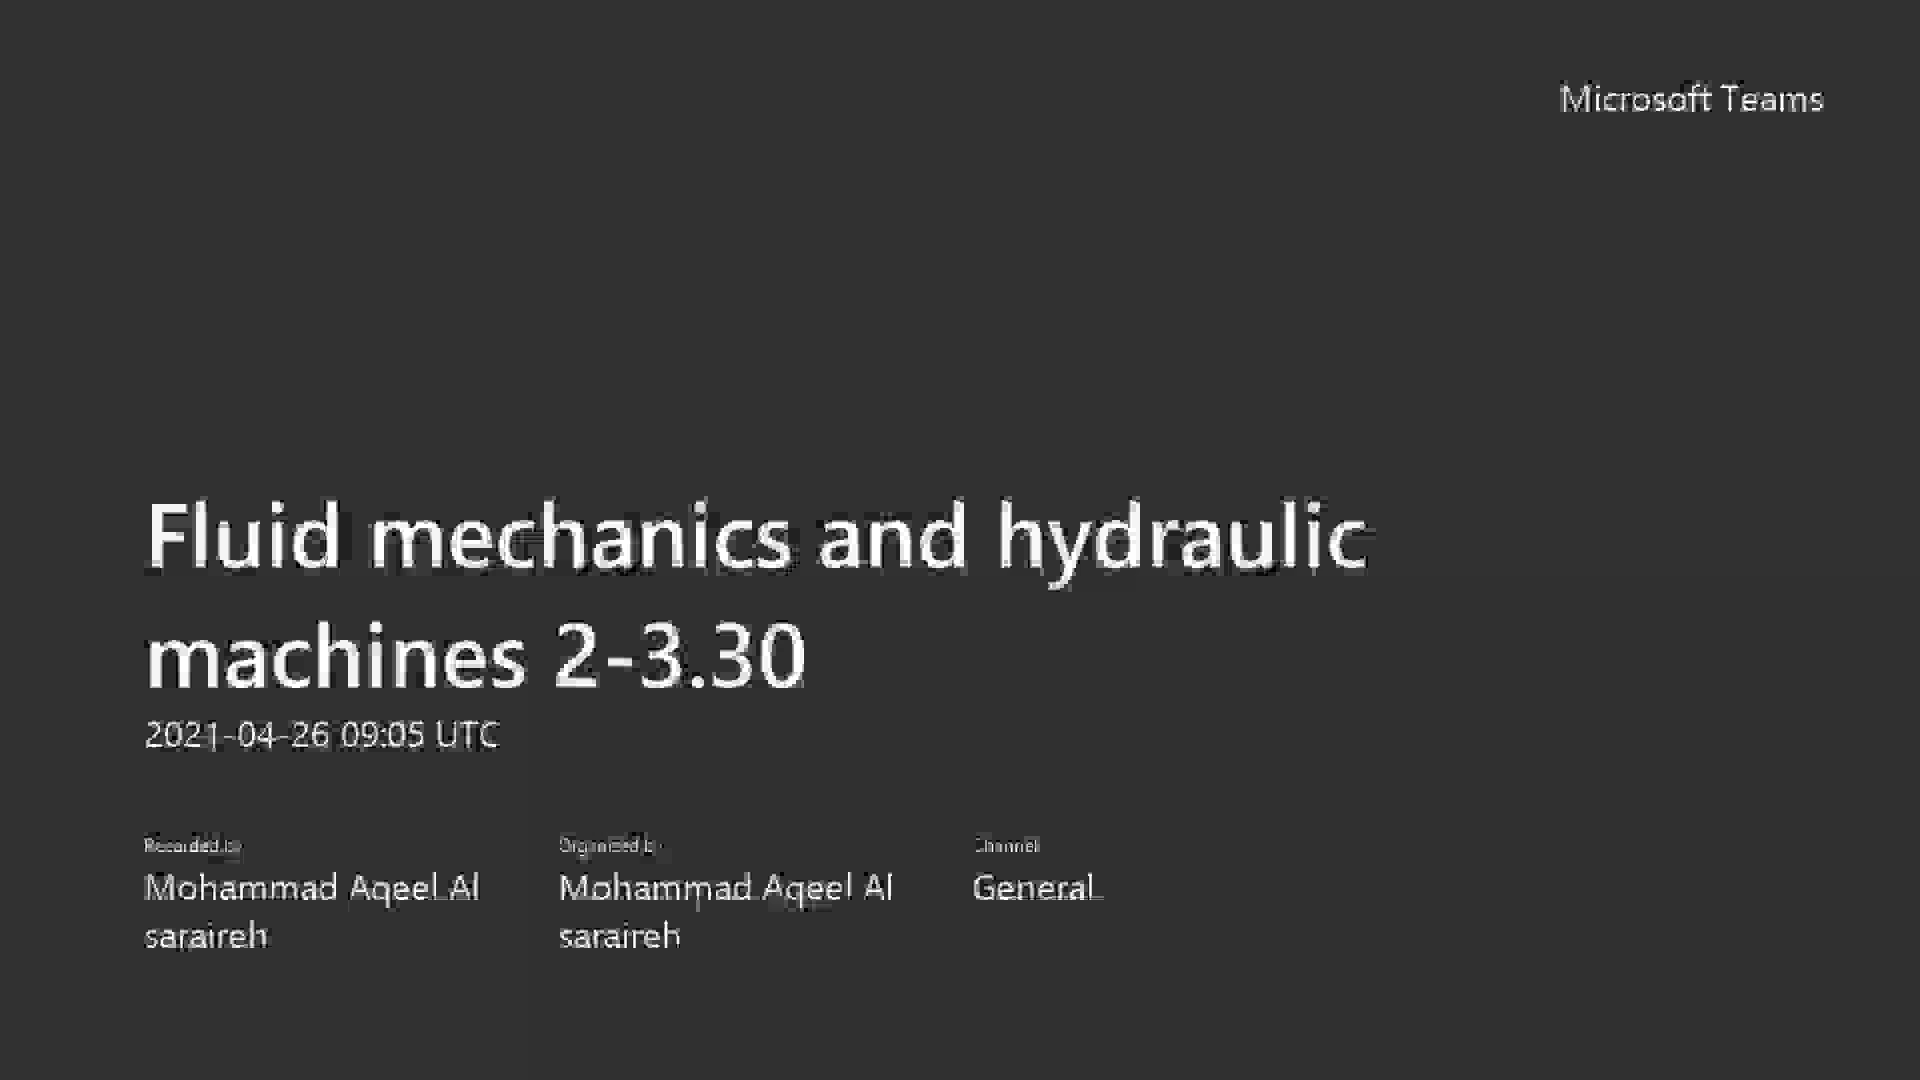 Microsoft Teams
Fluid mechanics and hydraulic
machines 2-3.30
2021-04-26 09:05 UTC
Recorded by
Organized by
Channel
Mohammad Aqeel Al
Mohammad Aqeel Al
General
saraireh
saraireh